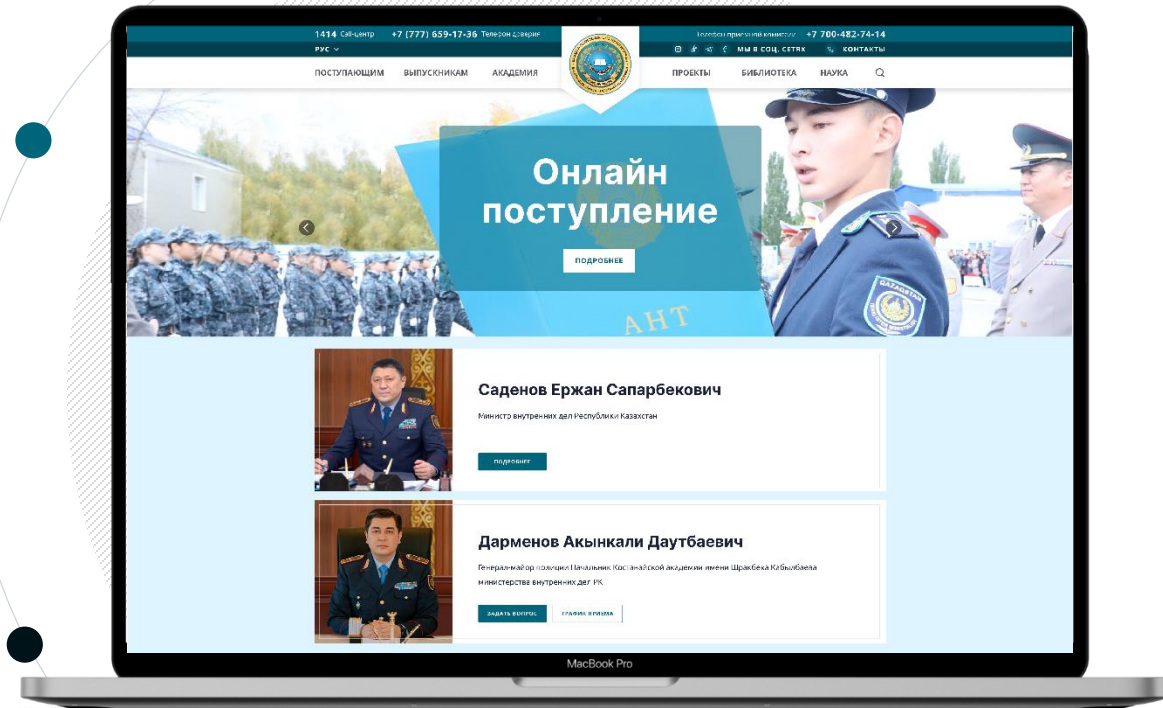 1414 Call-центр +7 (777) 659-17-36 Телефон доверия
Телефон приемной комиссии +7 700-482-74-14
РУС
МЫ В СОЦ. СЕТЯХ КОНТАКТЫ
ПОСТУПАЮЩИМ ВЫПУСКНИКАМ АКАДЕМИЯ ПРОЕКТЫ БИБЛИОТЕКА НАУКА
Онлайн
поступление
ПОДРОБНЕЕ
АНТ
QAZAQSTAN
Саденов Ержан Сапарбекович
Министр внутренних дел Республики Казахстан
ПОДРОБНЕЕ
Дарменов Акынкали Даутбаевич
Генерал-майор полиции Начальник Костанайской академии имени Шракбека Кабылбаева
министерства внутренних дел РК
ЗАДАТЬ ВОПРОС ГРАФИК ПРИЕМА
MacBook Pro